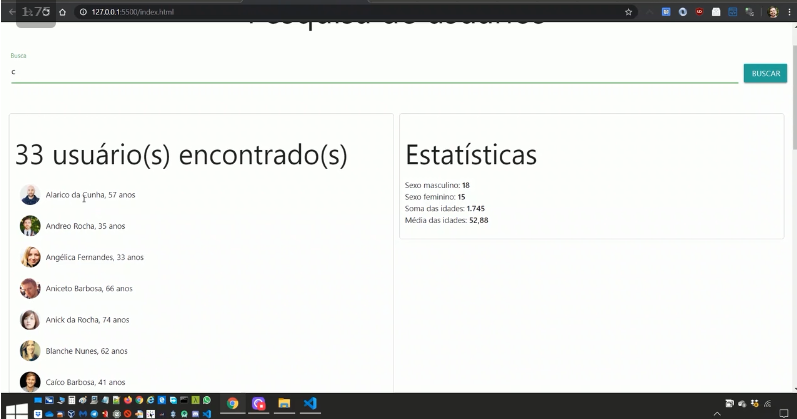 1.75
127.0.0.1:5500/index.html
Pesquisa de usuários
Busca
c
BUSCAR
33 usuário(s) encontrado(s)
Alarico da Cunha, 57 anos
Andreo Rocha, 35 anos
Angélica Fernandes, 33 anos
Aniceto Barbosa, 66 anos
Anick da Rocha, 74 anos
Blanche Nunes, 62 anos
Caíco Barbosa, 41 anos
Estatísticas
Sexo masculino: 18
Sexo feminino: 15
Soma das idades: 1.745
Média das idades: 52,88